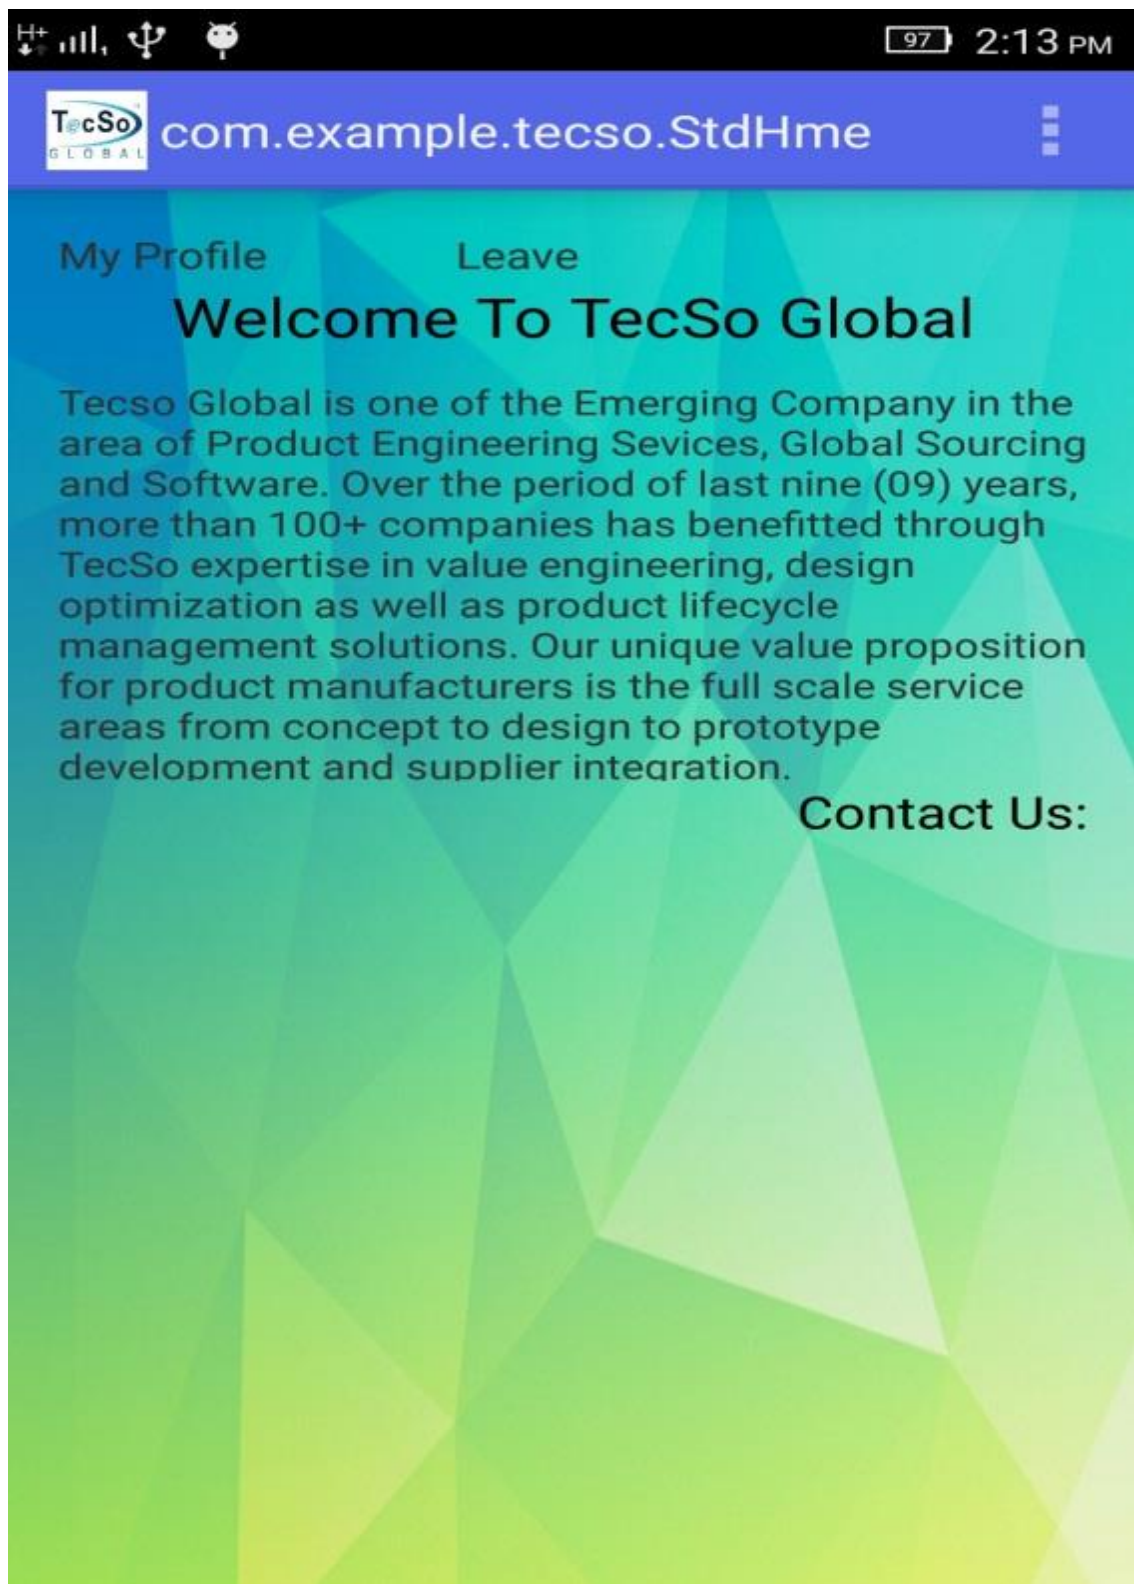 H+ 97 2:13 PM
TecSo
GLOBAL
com.example.tecso.StdHme
My Profile Leave
Welcome To TecSo Global
Tecso Global is one of the Emerging Company in the
area of Product Engineering Sevices, Global Sourcing
and Software. Over the period of last nine (09) years,
more than 100+ companies has benefitted through
TecSo expertise in value engineering, design
optimization as well as product lifecycle
management solutions. Our unique value proposition
for product manufacturers is the full scale service
areas from concept to design to prototype
development and supplier integration.
Contact Us: